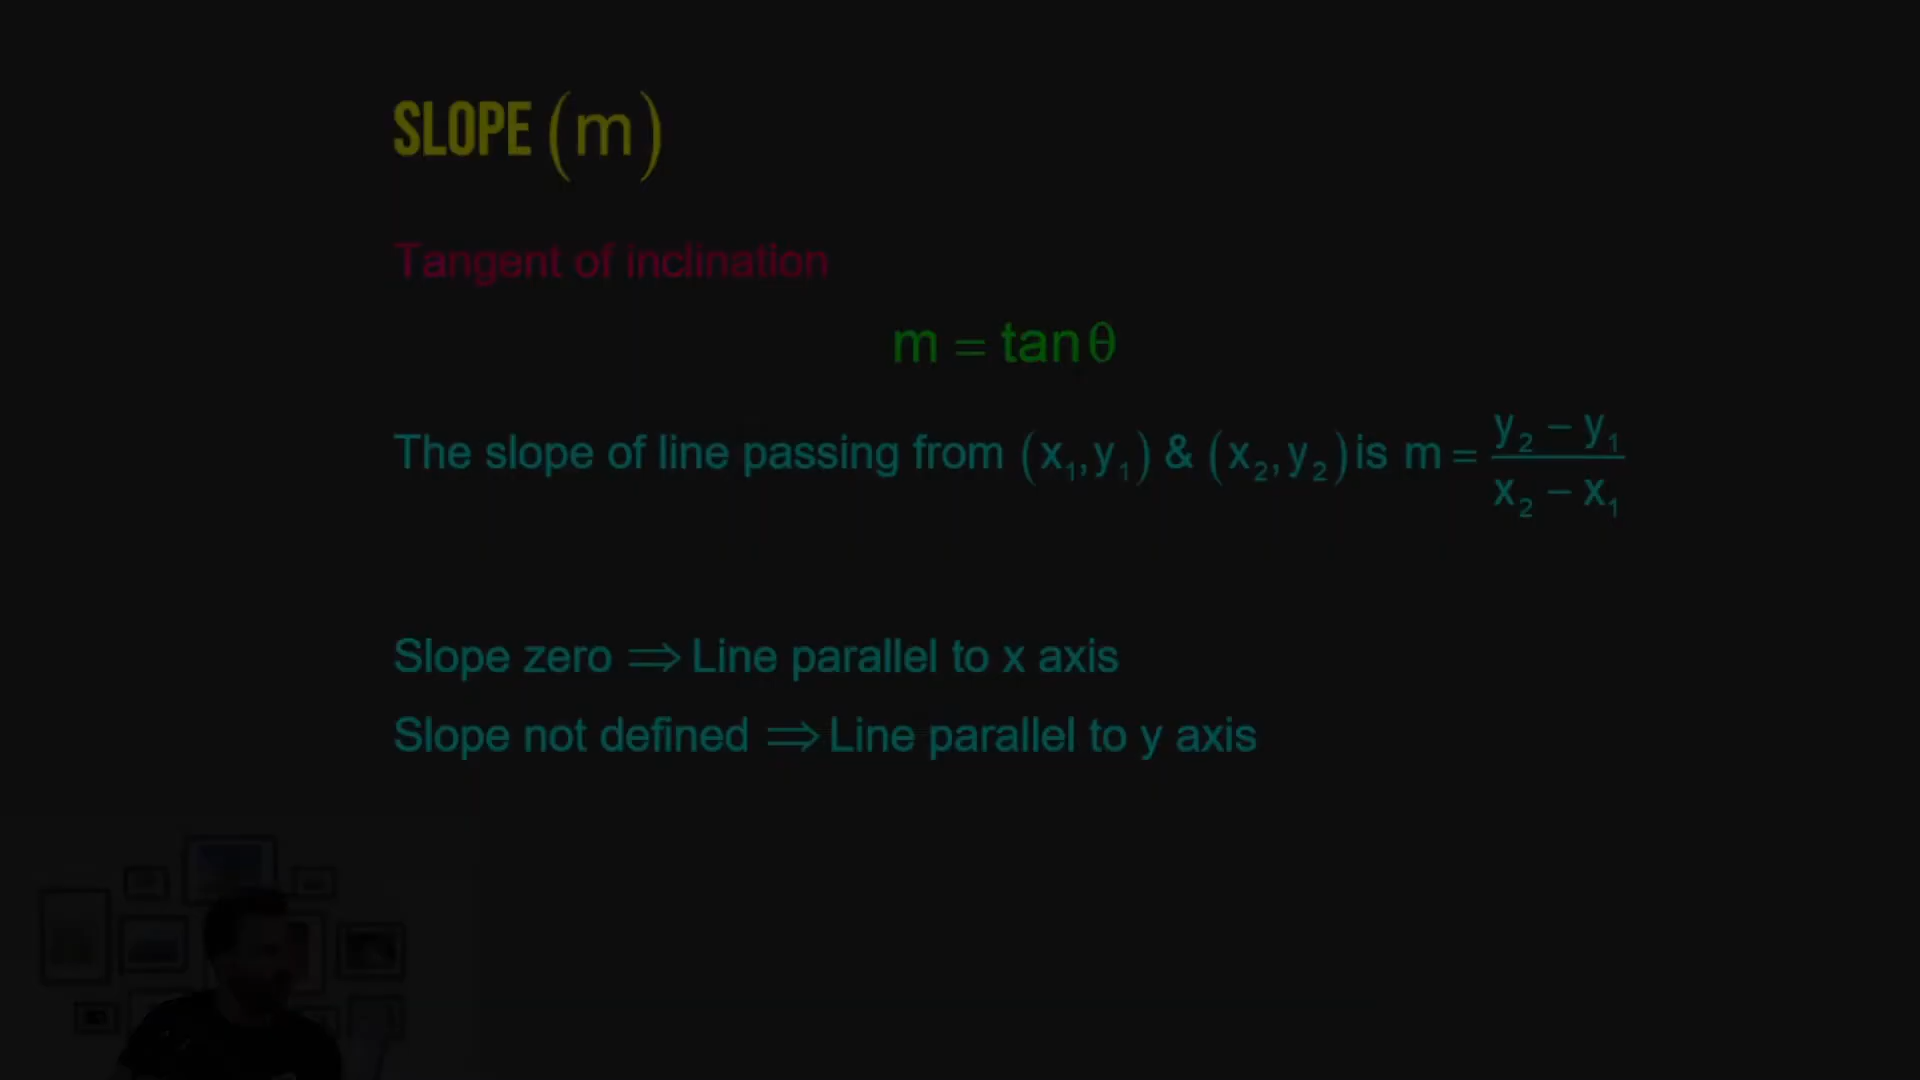 SLOPE (m)
Tangent of inclination
m = tan θ
The slope of line passing from (x₁, y₁) & (x₂, y₂) is m = (y₂ − y₁)/(x₂ − x₁)
Slope zero ⟹ Line parallel to x axis
Slope not defined ⟹ Line parallel to y axis